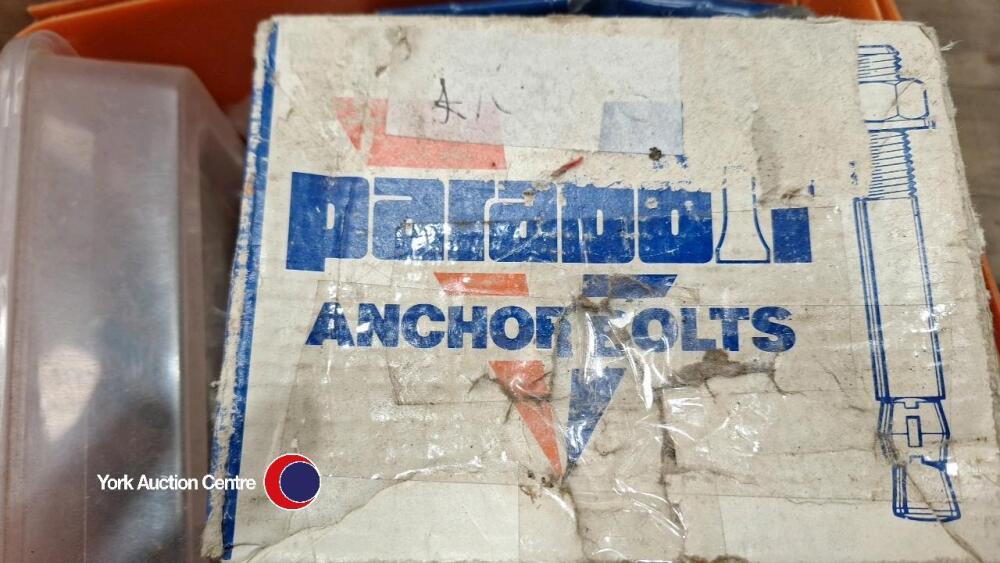 parabolt
ANCHOR BOLTS
York Auction Centre